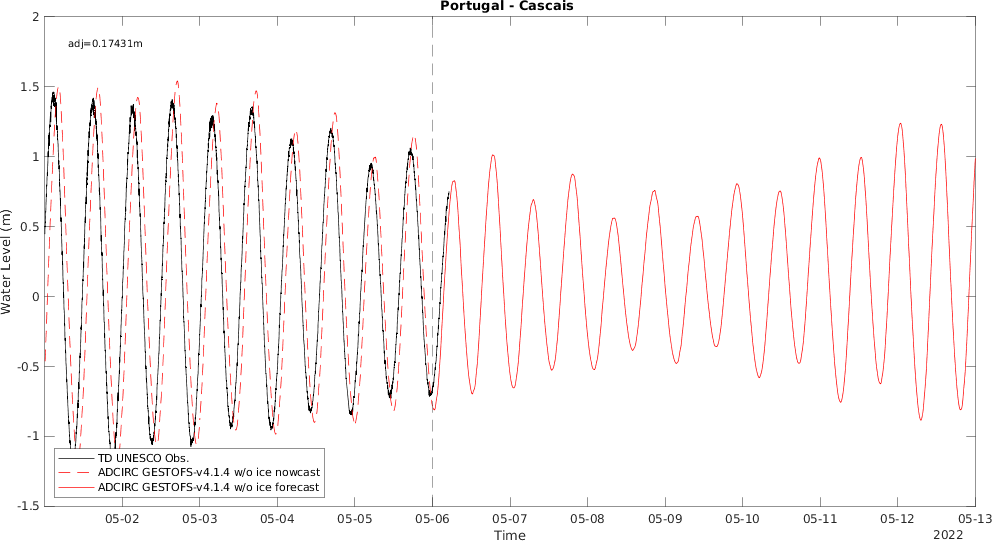 Portugal - Cascais
adj=0.17431m
Water Level (m)
2
1.5
1
0.5
0
-0.5
-1
-1.5
TD UNESCO Obs.
ADCIRC GESTOFS-v4.1.4 w/o ice nowcast
ADCIRC GESTOFS-v4.1.4 w/o ice forecast
05-02 05-03 05-04 05-05 05-06 05-07 05-08 05-09 05-10 05-11 05-12 05-13
Time
2022